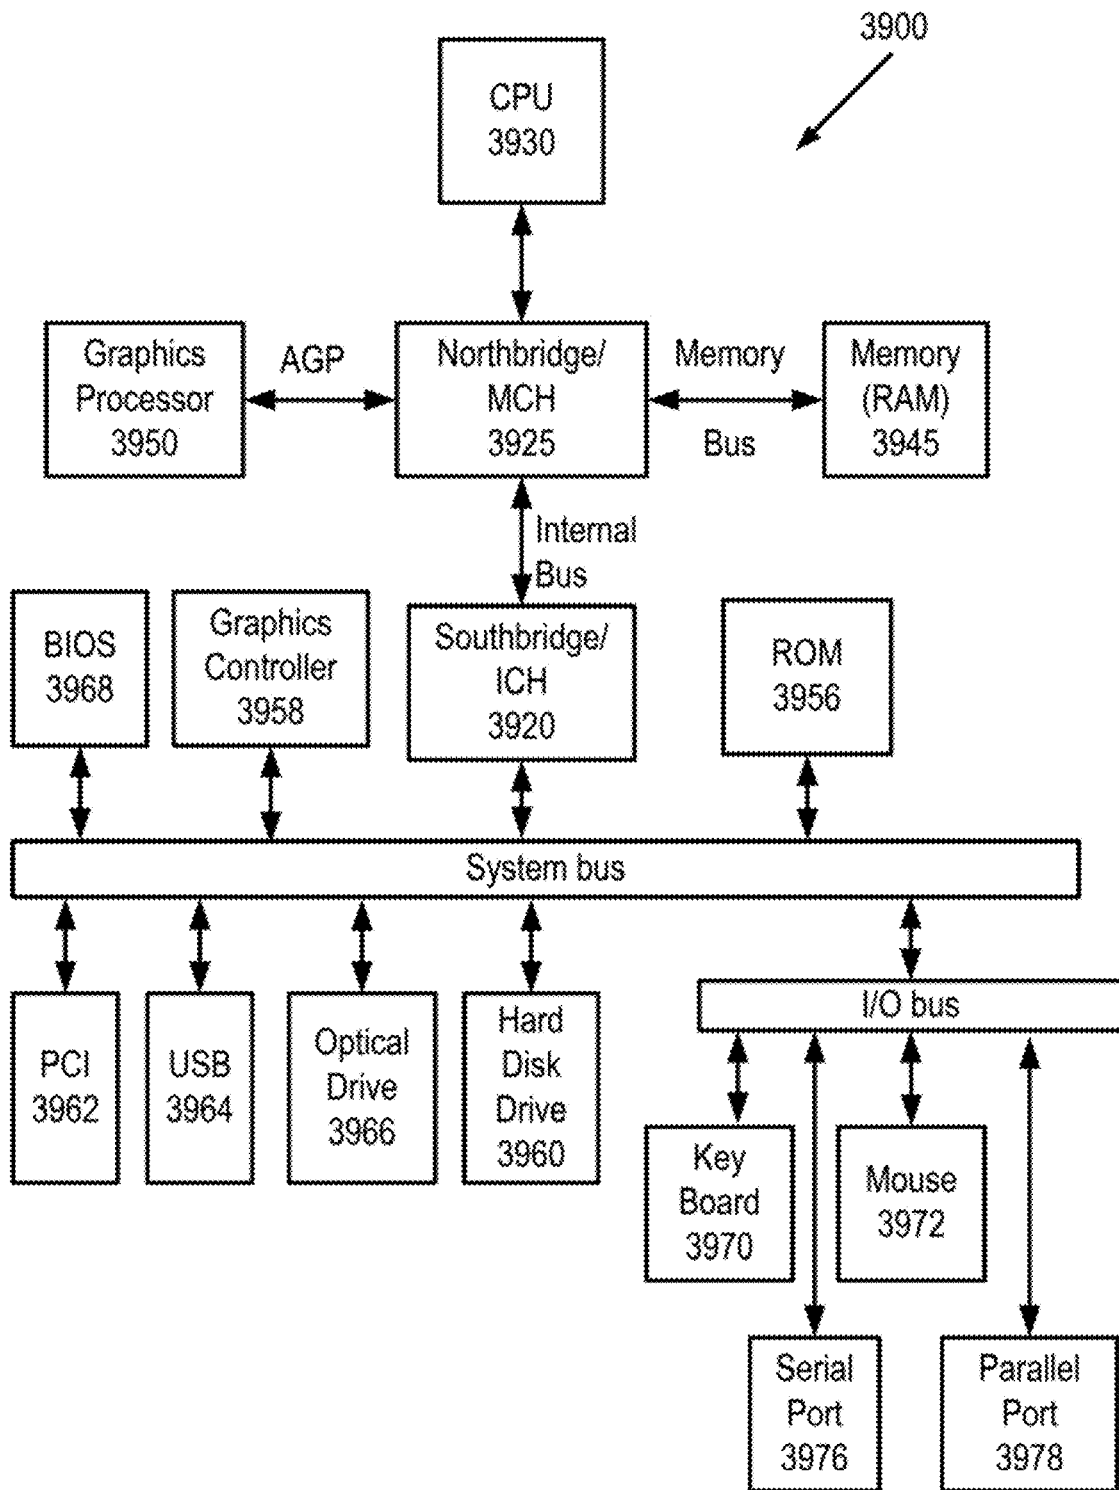 3900
CPU
3930
Graphics
Processor
3950
AGP
Northbridge/
MCH
3925
Memory
Bus
Memory
(RAM)
3945
Internal
Bus
BIOS
3968
Graphics
Controller
3958
Southbridge/
ICH
3920
ROM
3956
System bus
PCI
3962
USB
3964
Optical
Drive
3966
Hard
Disk
Drive
3960
I/O bus
Key
Board
3970
Mouse
3972
Serial
Port
3976
Parallel
Port
3978